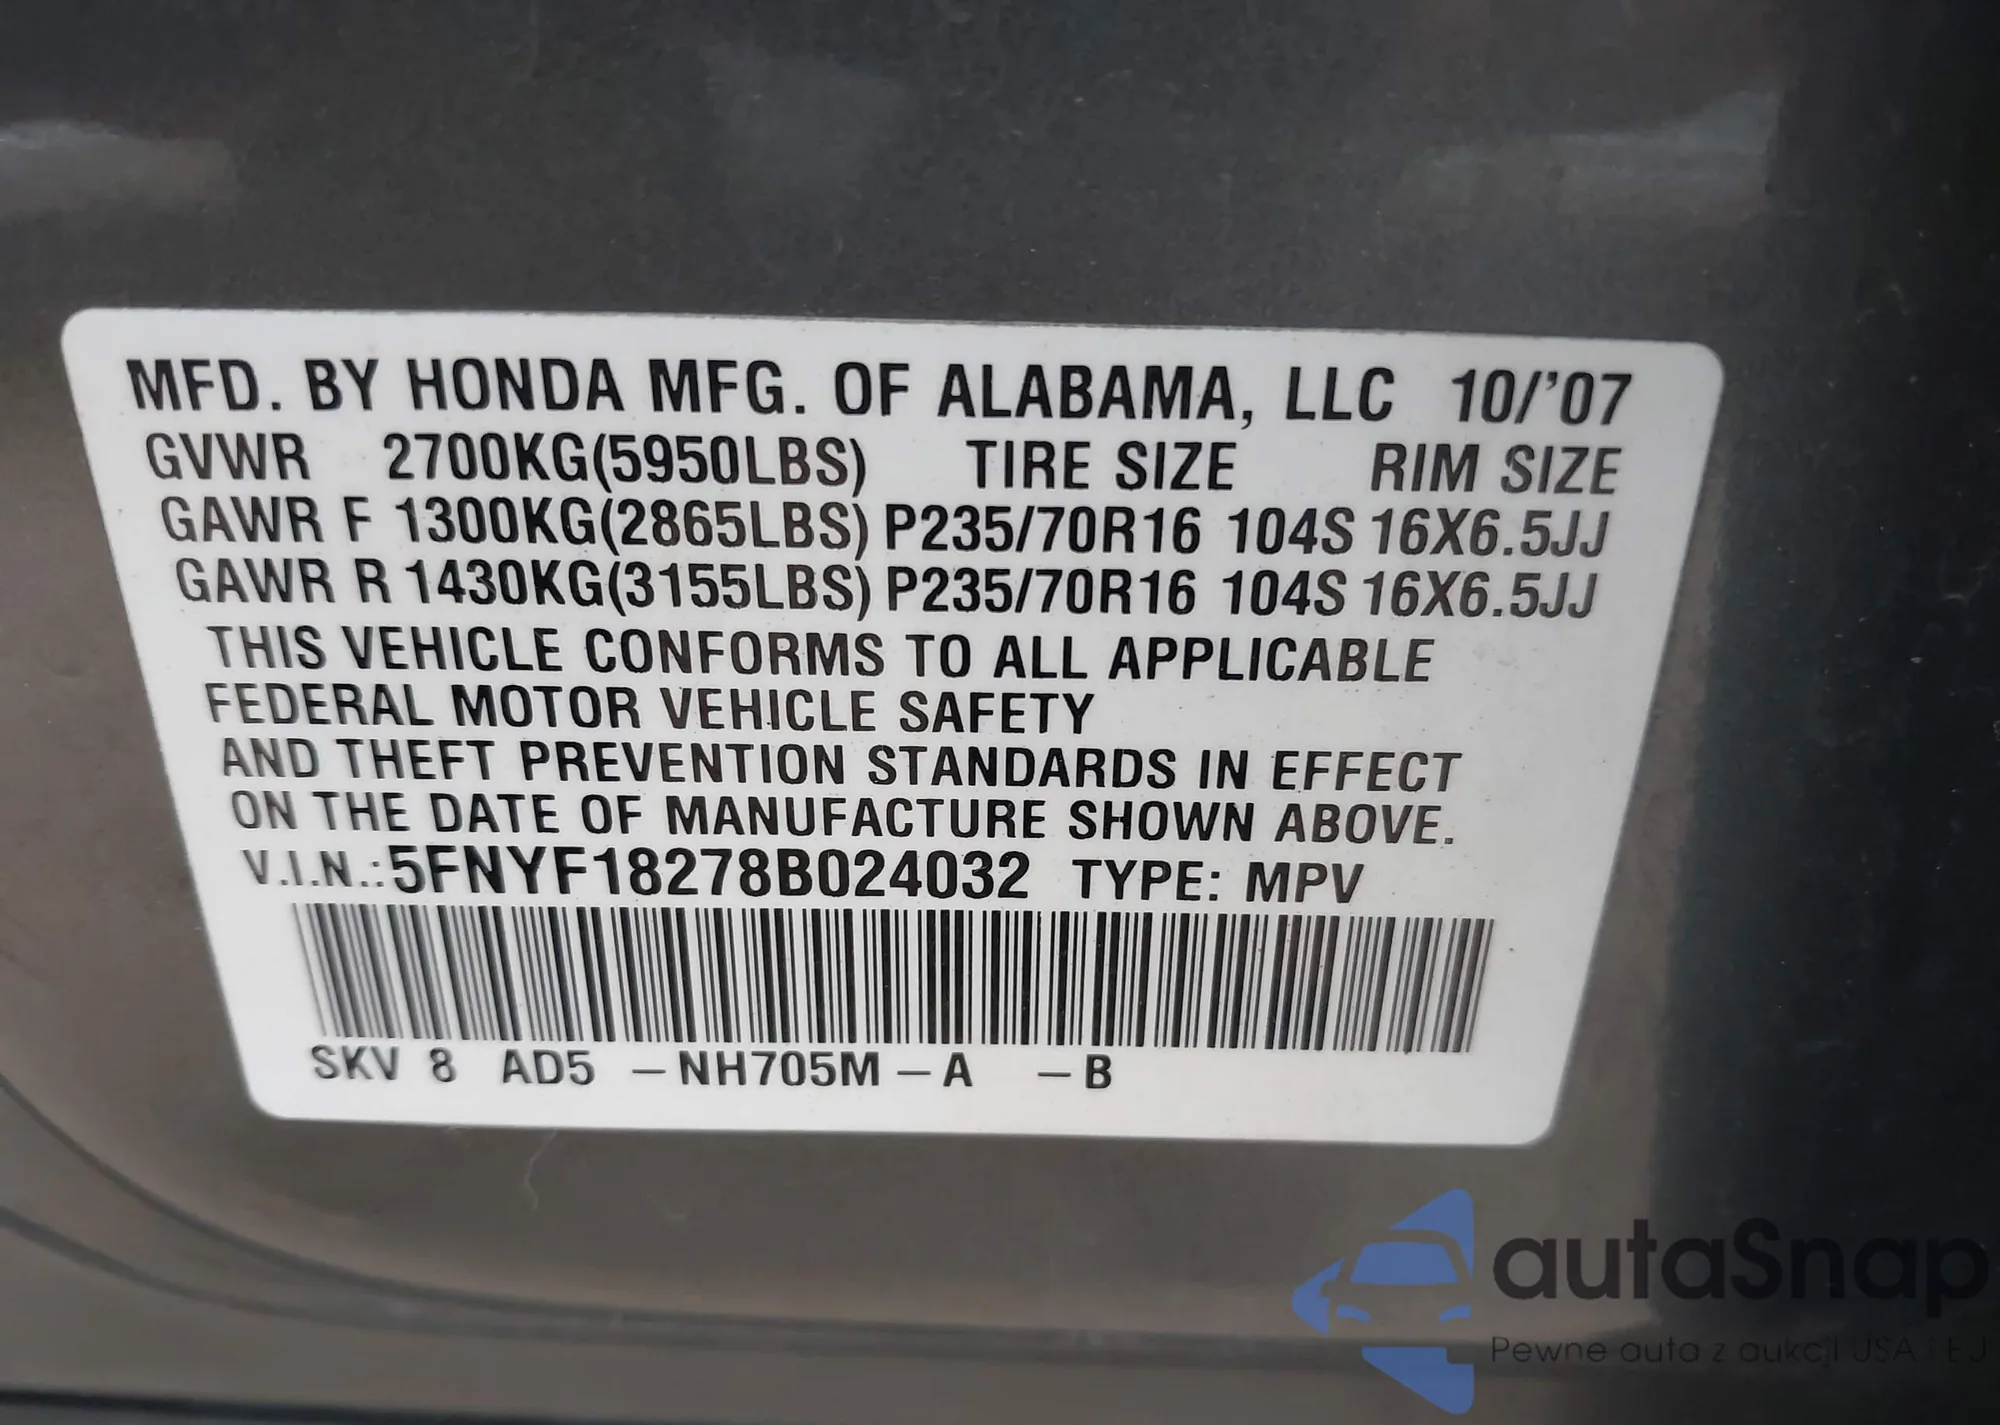 MFD. BY HONDA MFG. OF ALABAMA, LLC 10/'07
GVWR 2700KG(5950LBS) TIRE SIZE RIM SIZE
GAWR F 1300KG(2865LBS) P235/70R16 104S 16X6.5JJ
GAWR R 1430KG(3155LBS) P235/70R16 104S 16X6.5JJ
THIS VEHICLE CONFORMS TO ALL APPLICABLE
FEDERAL MOTOR VEHICLE SAFETY
AND THEFT PREVENTION STANDARDS IN EFFECT
ON THE DATE OF MANUFACTURE SHOWN ABOVE.
V.I.N.:5FNYF18278B024032 TYPE: MPV
SKV 8 AD5 –NH705M–A –B
autaSnap
Pewne auta z aukcji USA i EU